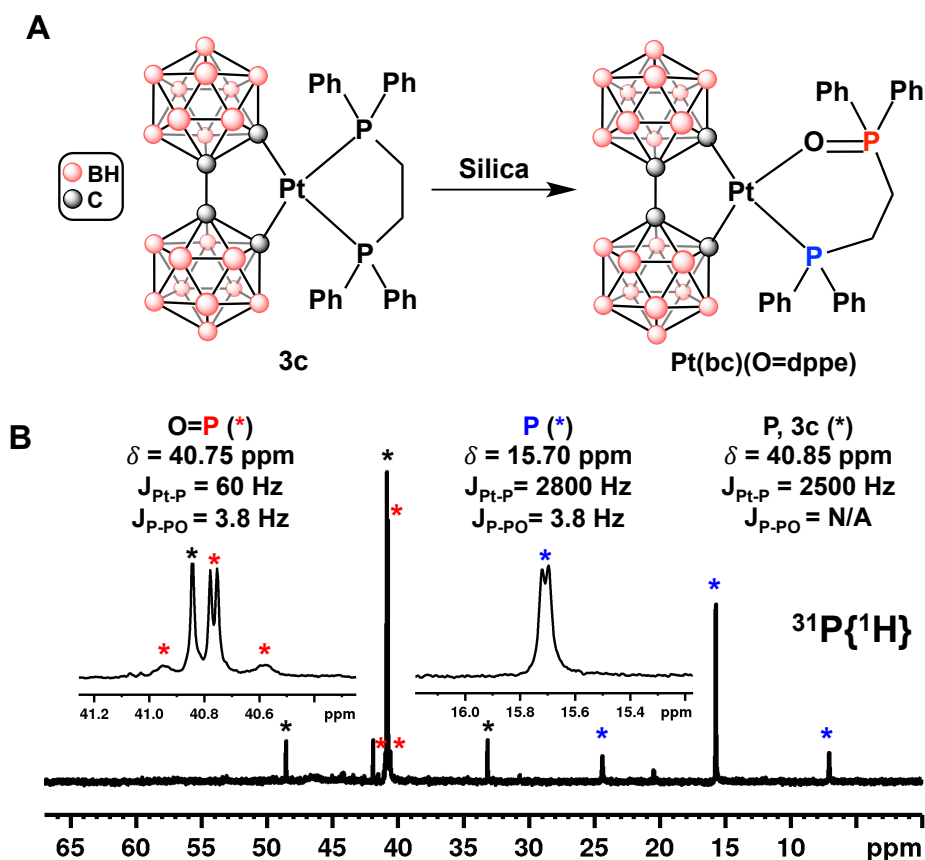 A
Ph Ph
P
Pt
P
Ph Ph
BH
C
3c
Silica
Ph Ph
O P
Pt
P
Ph Ph
Pt(bc)(O=dppe)
B
O=P (*)
δ = 40.75 ppm
J_Pt-P = 60 Hz
J_P-PO = 3.8 Hz
P (*)
δ = 15.70 ppm
J_Pt-P= 2800 Hz
J_P-PO= 3.8 Hz
P, 3c (*)
δ = 40.85 ppm
J_Pt-P = 2500 Hz
J_P-PO = N/A
³¹P{¹H}
* * * * *
41.2 41.0 40.8 40.6 ppm
*
16.0 15.8 15.6 15.4 ppm
* * * * * * * *
65 60 55 50 45 40 35 30 25 20 15 10 ppm